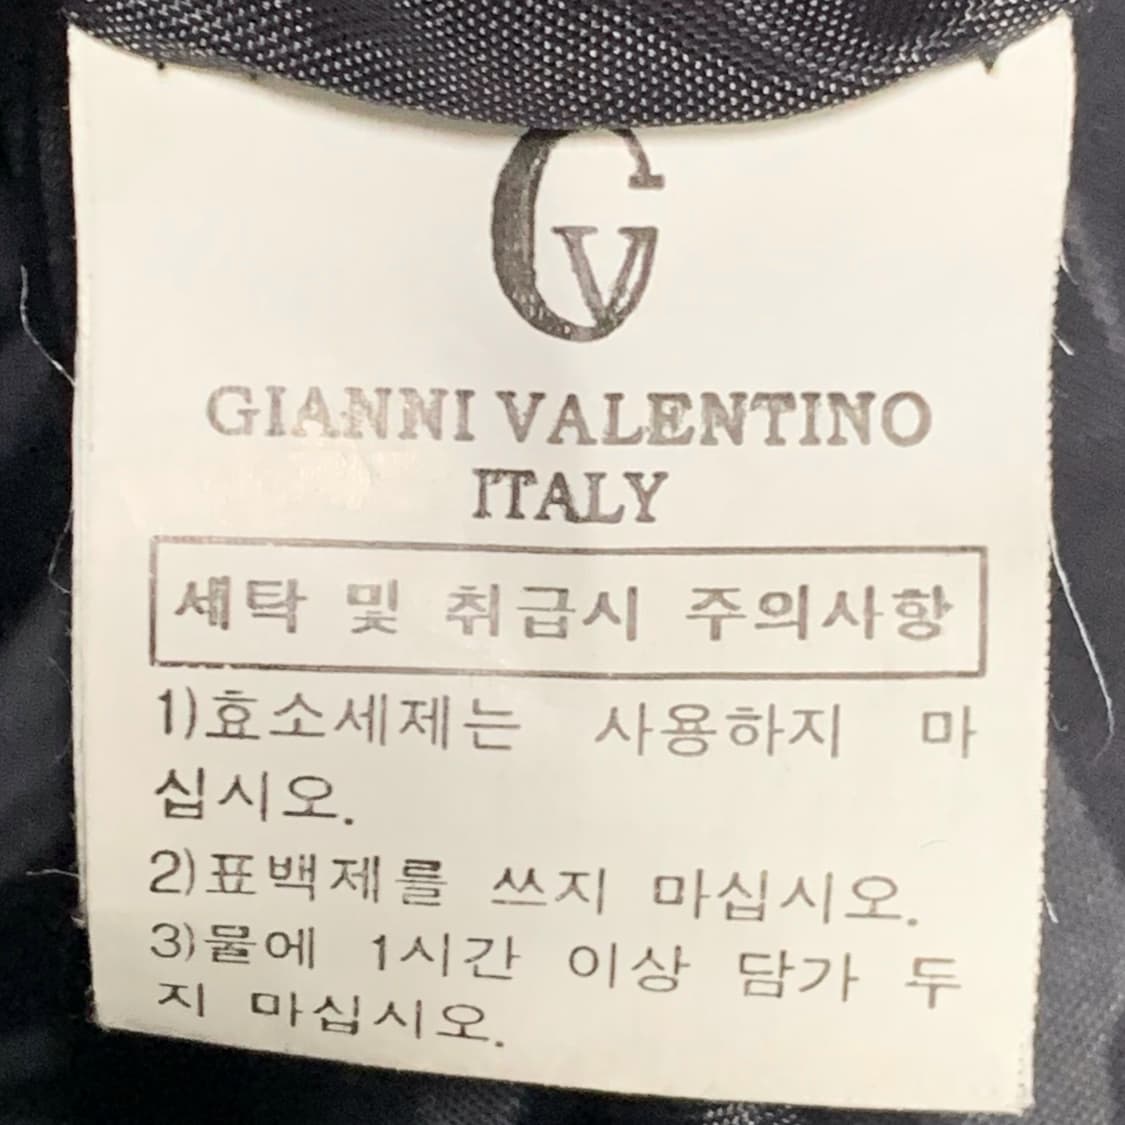 GV
GIANNI VALENTINO
ITALY
세탁 및 취급시 주의사항
1)효소세제는 사용하지 마
십시오.
2)표백제를 쓰지 마십시오.
3)물에 1시간 이상 담가 두
지 마십시오.